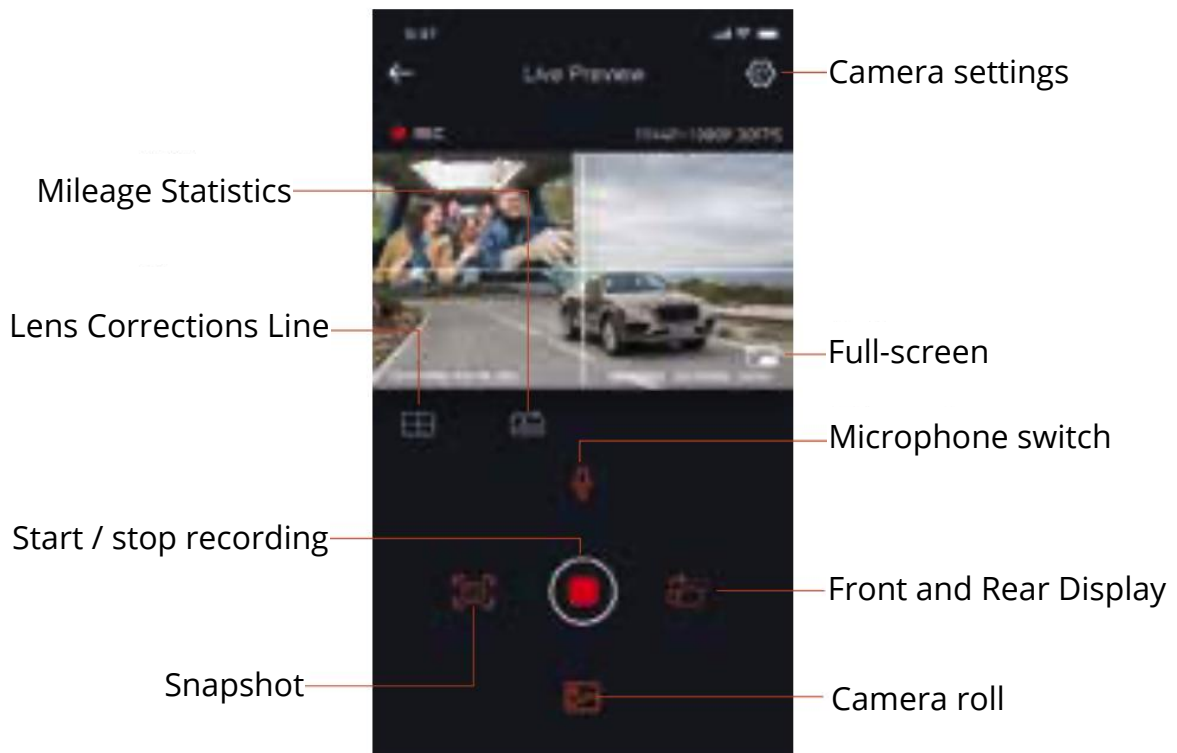 Live Preview
Camera settings
REC
Mileage Statistics
Lens Corrections Line
Full-screen
Microphone switch
Start / stop recording
Front and Rear Display
Snapshot
Camera roll